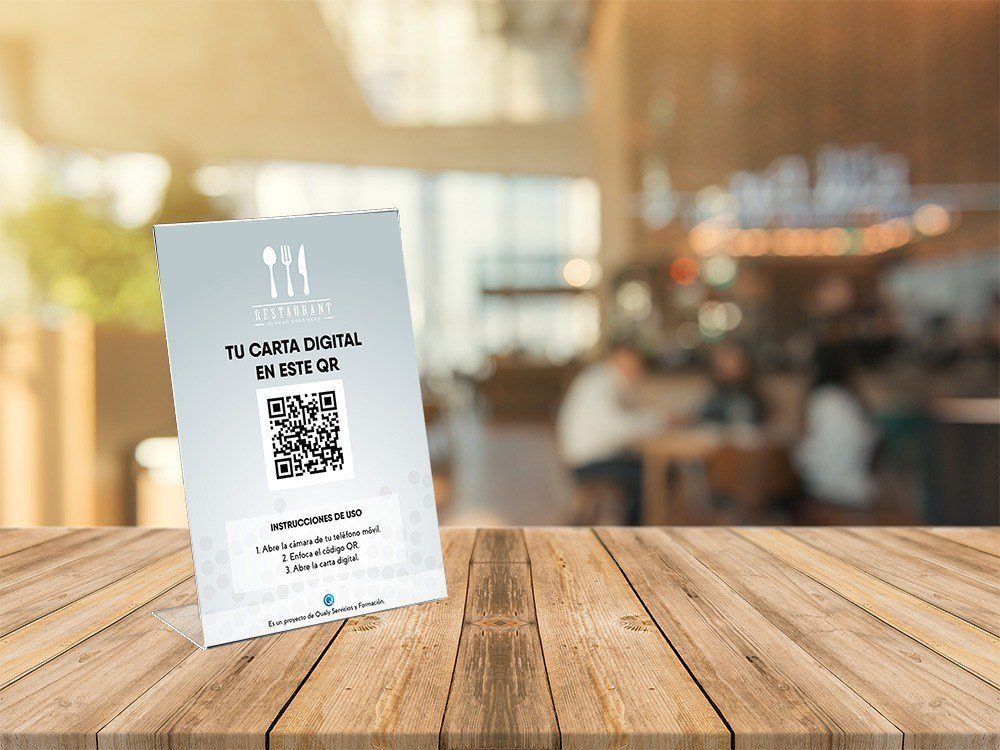 RESTAURANT
TU CARTA DIGITAL
EN ESTE QR
INSTRUCCIONES DE USO
1. Abre la cámara de tu teléfono móvil.
2. Enfoca el código QR.
3. Abre la carta digital.
Es un proyecto de Qualy Servicios y Formación.